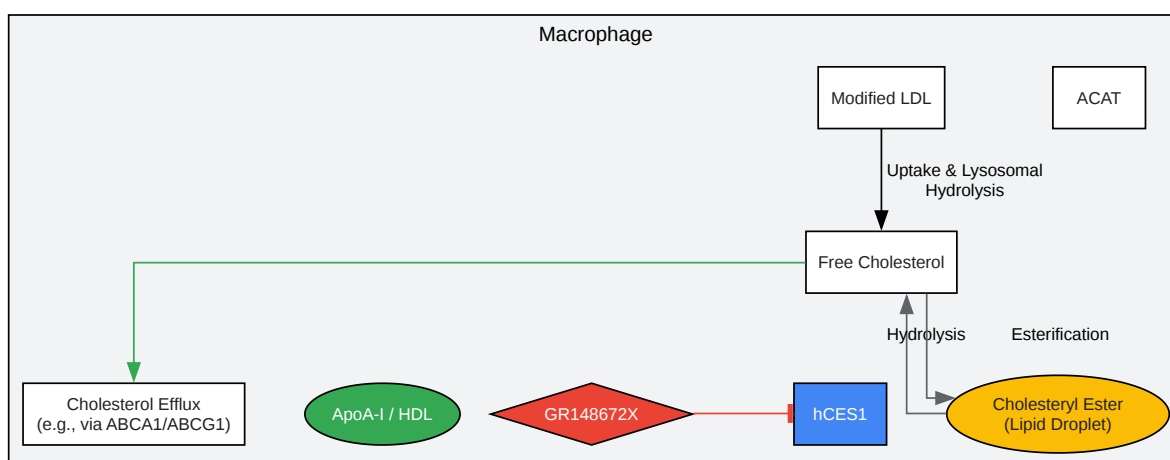 Macrophage
Modified LDL
ACAT
Uptake & Lysosomal
Hydrolysis
Free Cholesterol
Hydrolysis
Esterification
Cholesterol Efflux
(e.g., via ABCA1/ABCG1)
ApoA-I / HDL
GR148672X
hCES1
Cholesteryl Ester
(Lipid Droplet)